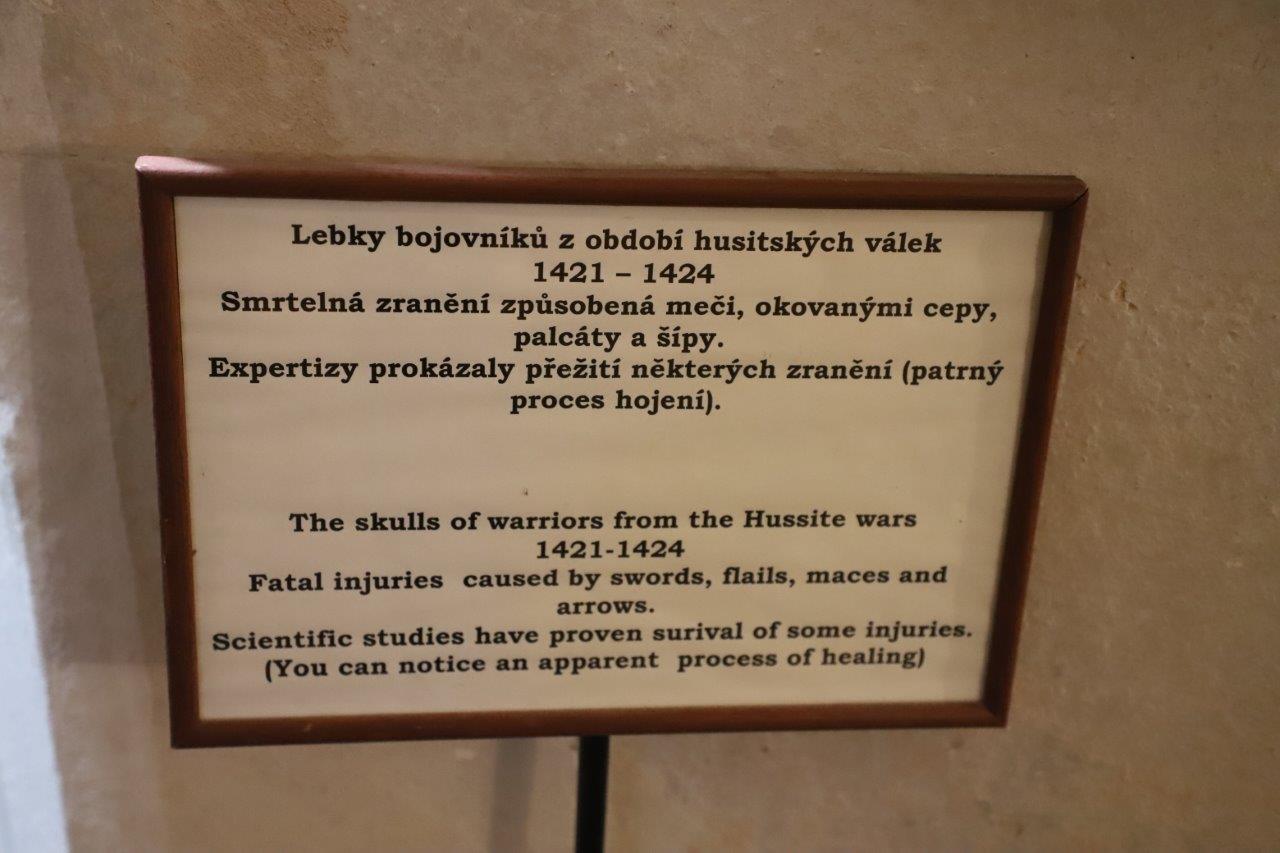 Lebky bojovníků z období husitských válek
1421 – 1424
Smrtelná zranění způsobená meči, okovanými cepy,
palcáty a šípy.
Expertizy prokázaly přežití některých zranění (patrný
proces hojení).
The skulls of warriors from the Hussite wars
1421-1424
Fatal injuries caused by swords, flails, maces and
arrows.
Scientific studies have proven surival of some injuries.
(You can notice an apparent process of healing)